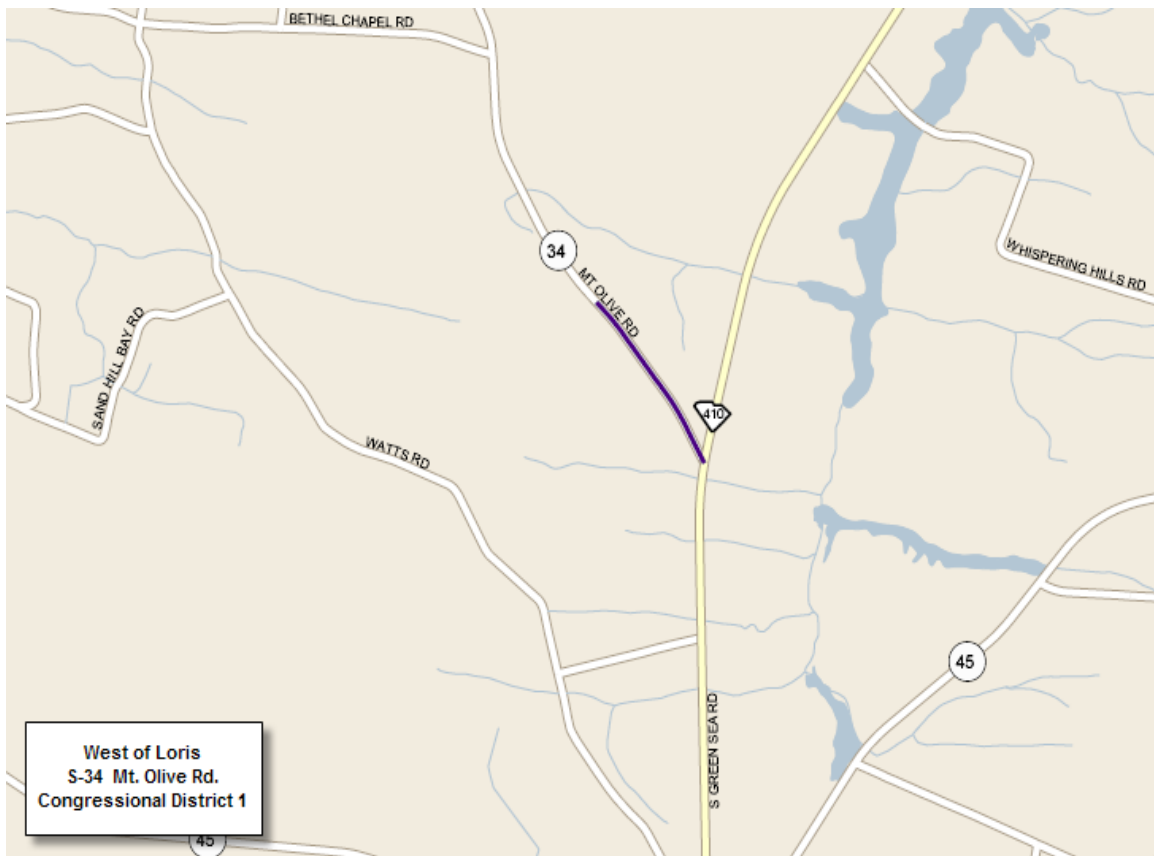 BETHEL CHAPEL RD
34
MT OLIVE RD
WHISPERING HILLS RD
SAND HILL BAY RD
410
WATTS RD
45
S GREEN SEA RD
West of Loris
S-34 Mt. Olive Rd.
Congressional District 1
45